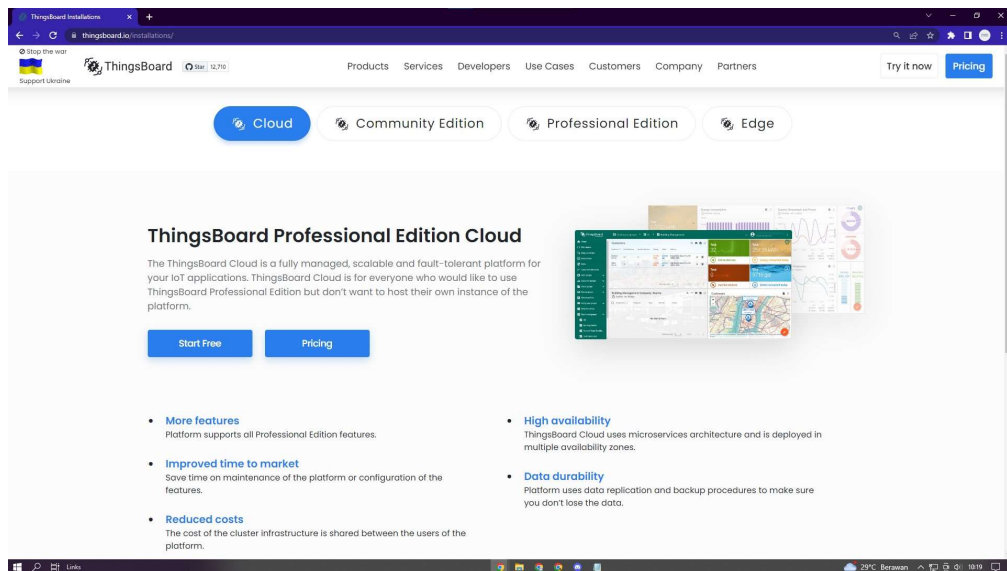 ThingsBoard Installations
thingsboard.io/installations/
Stop the war
Support Ukraine
ThingsBoard
Star 12,710
Products Services Developers Use Cases Customers Company Partners
Try it now
Pricing
Cloud
Community Edition
Professional Edition
Edge
ThingsBoard Professional Edition Cloud
The ThingsBoard Cloud is a fully managed, scalable and fault-tolerant platform for
your IoT applications. ThingsBoard Cloud is for everyone who would like to use
ThingsBoard Professional Edition but don't want to host their own instance of the
platform.
Start Free
Pricing
More features
Platform supports all Professional Edition features.
Improved time to market
Save time on maintenance of the platform or configuration of the
features.
Reduced costs
The cost of the cluster infrastructure is shared between the users of the
platform.
High availability
ThingsBoard Cloud uses microservices architecture and is deployed in
multiple availability zones.
Data durability
Platform uses data replication and backup procedures to make sure
you don't lose the data.
Links
29°C Berawan
10:19